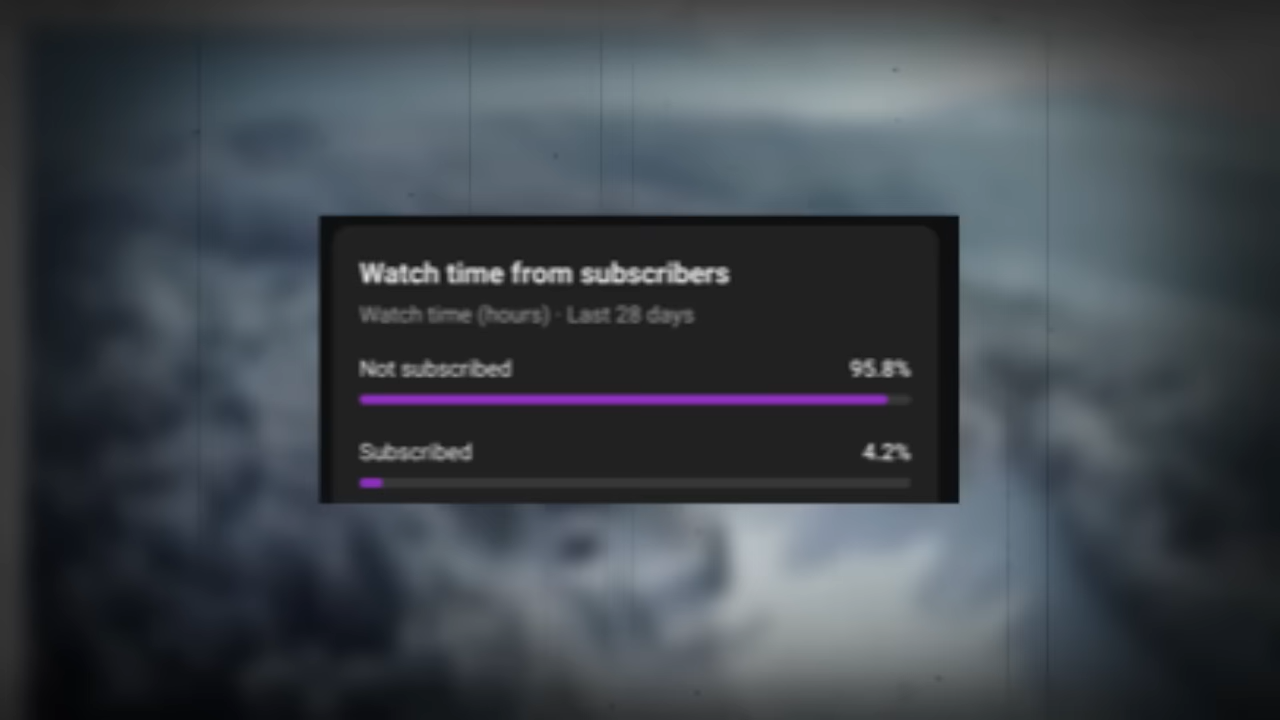 Watch time from subscribers
Watch time (hours) · Last 28 days
Not subscribed 95.8%
Subscribed 4.2%